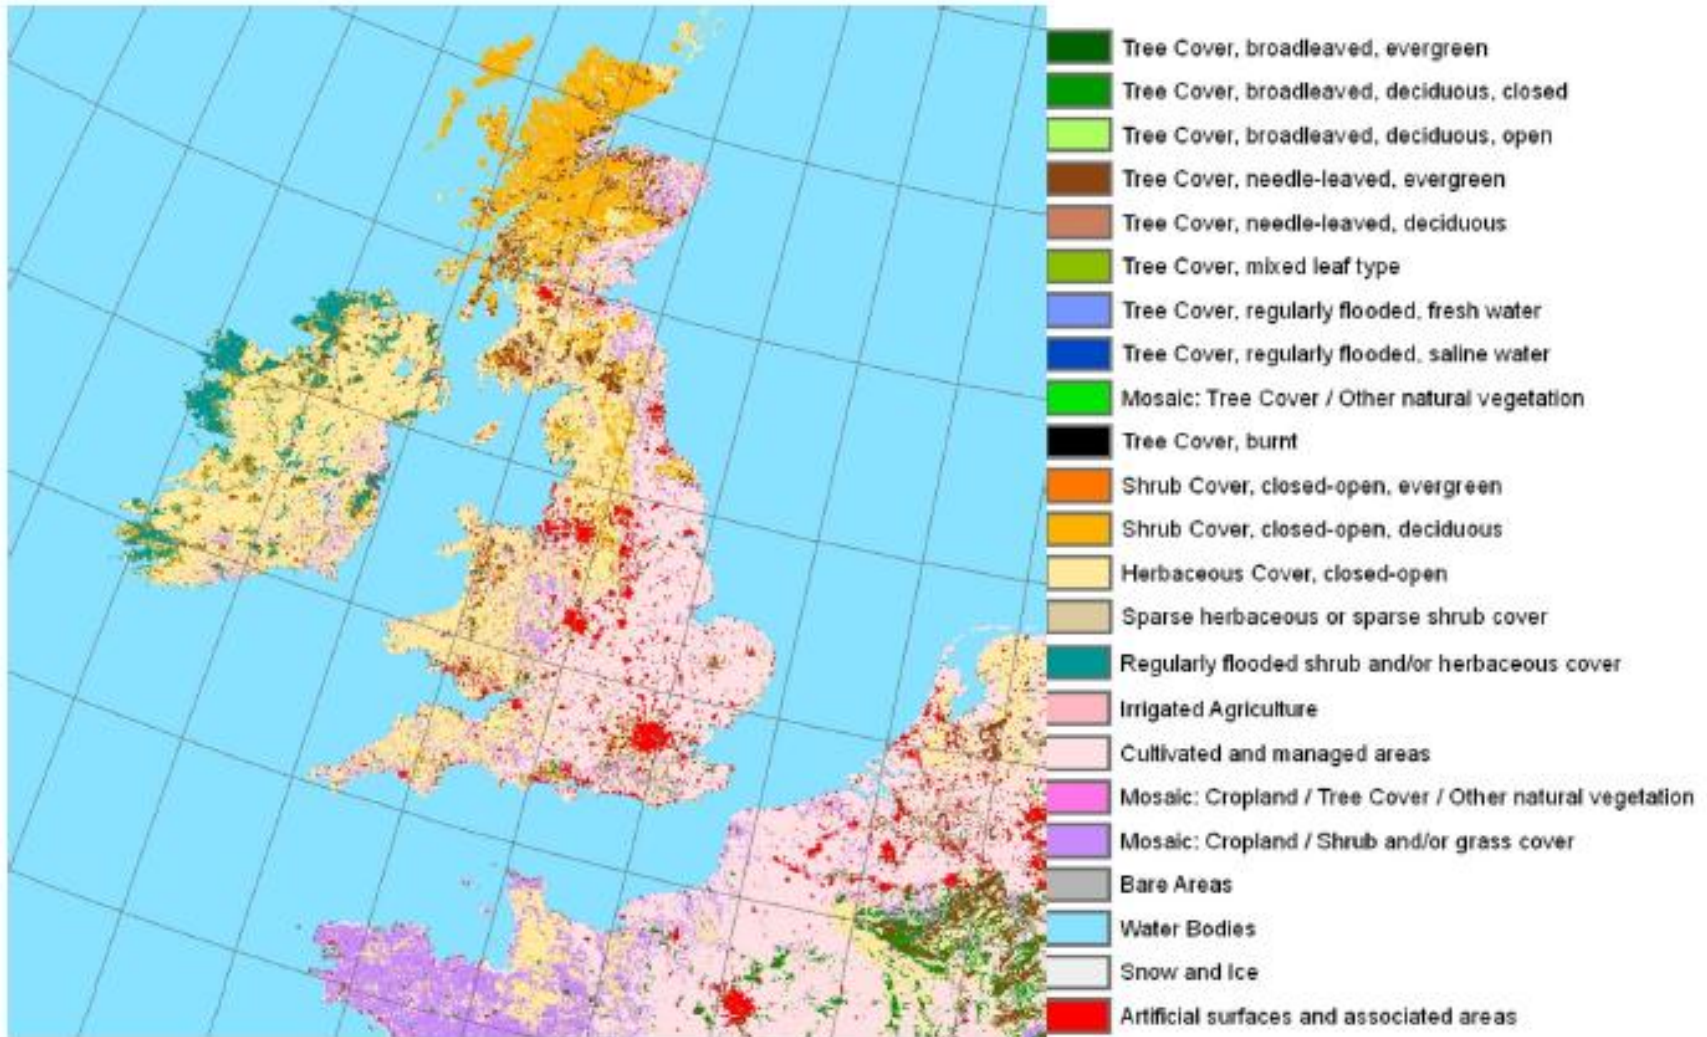 Tree Cover, broadleaved, evergreen
Tree Cover, broadleaved, deciduous, closed
Tree Cover, broadleaved, deciduous, open
Tree Cover, needle-leaved, evergreen
Tree Cover, needle-leaved, deciduous
Tree Cover, mixed leaf type
Tree Cover, regularly flooded, fresh water
Tree Cover, regularly flooded, saline water
Mosaic: Tree Cover / Other natural vegetation
Tree Cover, burnt
Shrub Cover, closed-open, evergreen
Shrub Cover, closed-open, deciduous
Herbaceous Cover, closed-open
Sparse herbaceous or sparse shrub cover
Regularly flooded shrub and/or herbaceous cover
Irrigated Agriculture
Cultivated and managed areas
Mosaic: Cropland / Tree Cover / Other natural vegetation
Mosaic: Cropland / Shrub and/or grass cover
Bare Areas
Water Bodies
Snow and Ice
Artificial surfaces and associated areas